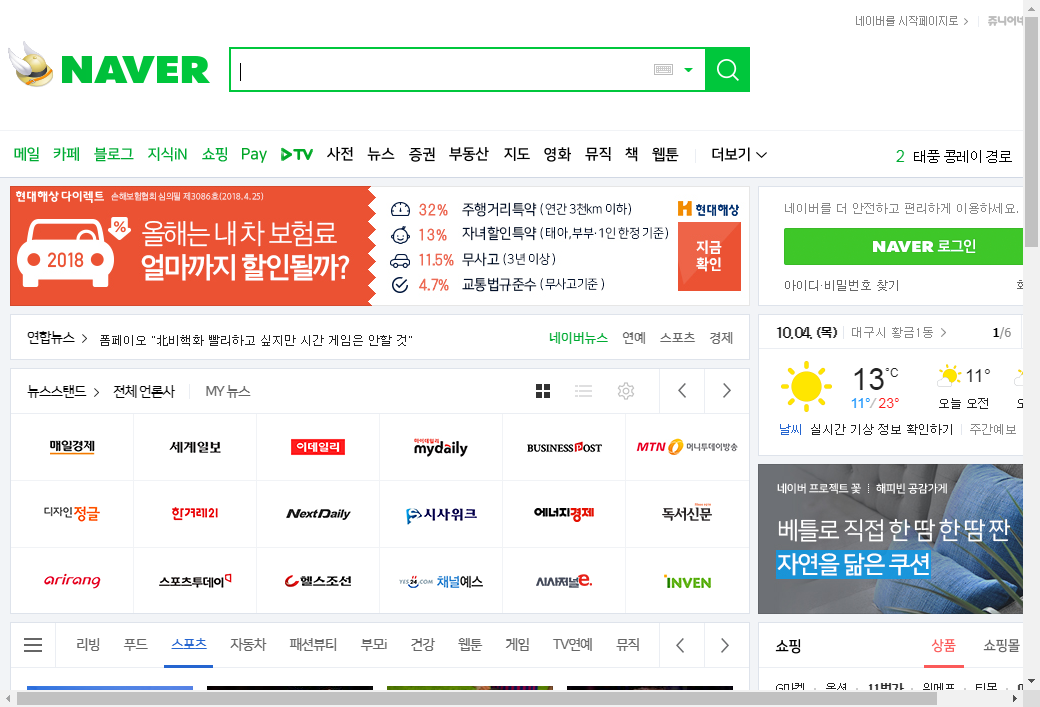 네이버를 시작페이지로 >
쥬니어네
NAVER
메일 카페 블로그 지식iN 쇼핑 Pay TV 사전 뉴스 증권 부동산 지도 영화 뮤직 책 웹툰 더보기
2 태풍 콩레이 경로
현대해상 다이렉트 손해보험협회 심의필 제3086호(2018.4.25)
2018 %
올해는 내 차 보험료
얼마까지 할인될까?
32% 주행거리특약 (연간 3천km 이하)
13% 자녀할인특약 (태아,부부·1인 한정 기준)
11.5% 무사고 (3년 이상)
4.7% 교통법규준수 (무사고기준)
현대해상
지금
확인
네이버를 더 안전하고 편리하게 이용하세요.
NAVER 로그인
아이디·비밀번호 찾기
연합뉴스 > 폼페이오 "北비핵화 빨리하고 싶지만 시간 게임은 안할 것"
네이버뉴스 연예 스포츠 경제
10.04. (목) 대구시 황금1동 > 1/6
13°C 11°/23°
11° 오늘 오전
날씨 실시간 기상 정보 확인하기 주간예보
뉴스스탠드 > 전체 언론사 MY 뉴스
매일경제 세계일보 이데일리 마이데일리 mydaily BUSINESS POST MTN 머니투데이방송
디자인정글 한겨레21 NextDaily 시사위크 에너지경제 독서신문
arirang 스포츠투데이 헬스조선 YES24.COM 채널예스 시사저널e. INVEN
네이버 프로젝트 꽃 해피빈 공감가게
베틀로 직접 한 땀 한 땀 짠
자연을 닮은 쿠션
리빙 푸드 스포츠 자동차 패션뷰티 부모i 건강 웹툰 게임 TV연예 뮤직
쇼핑 상품 쇼핑몰
G마켓 옥션 11번가 위메프 티몬